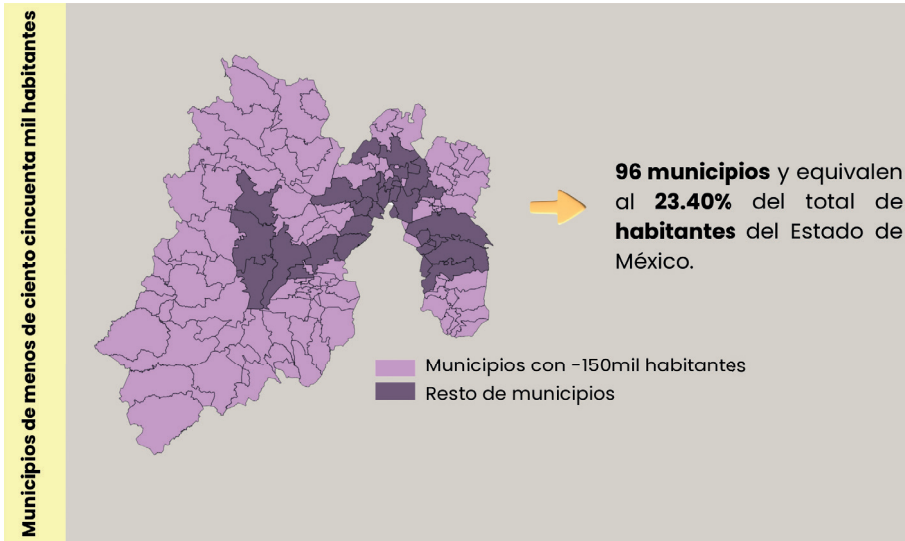 Municipios de menos de ciento cincuenta mil habitantes
96 municipios y equivalen
al 23.40% del total de
habitantes del Estado de
México.
Municipios con -150mil habitantes
Resto de municipios